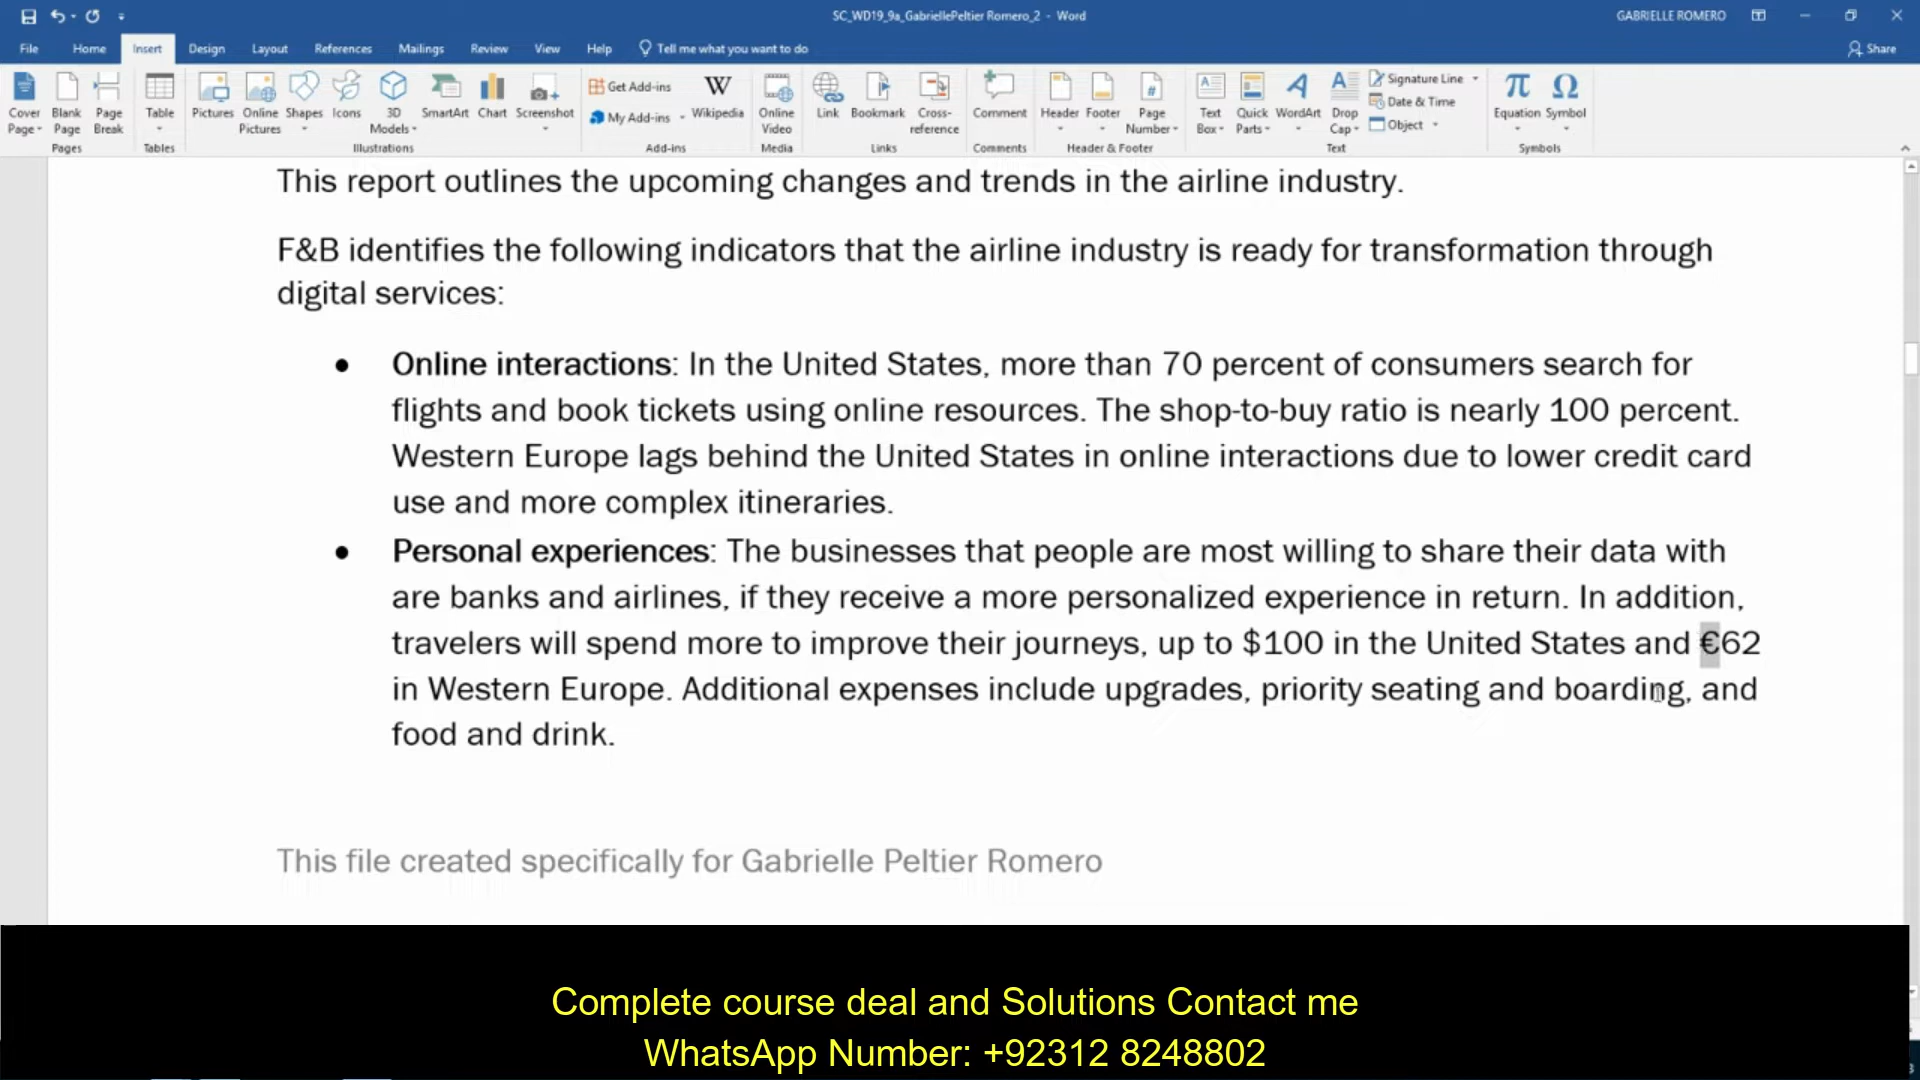 SC_WD19_9a_GabriellePeltier Romero_2 - Word
GABRIELLE ROMERO
File Home Insert Design Layout References Mailings Review View Help Tell me what you want to do Share
Cover Page
Blank Page
Page Break
Pages
Table
Tables
Pictures
Online Pictures
Shapes
Icons
3D Models
SmartArt
Chart
Screenshot
Illustrations
Get Add-ins
My Add-ins
Wikipedia
Add-ins
Online Video
Media
Link
Bookmark
Cross-reference
Links
Comment
Comments
Header
Footer
Page Number
Header & Footer
Text Box
Quick Parts
WordArt
Drop Cap
Signature Line
Date & Time
Object
Text
Equation
Symbol
Symbols
This report outlines the upcoming changes and trends in the airline industry.
F&B identifies the following indicators that the airline industry is ready for transformation through
digital services:
● Online interactions: In the United States, more than 70 percent of consumers search for
flights and book tickets using online resources. The shop-to-buy ratio is nearly 100 percent.
Western Europe lags behind the United States in online interactions due to lower credit card
use and more complex itineraries.
● Personal experiences: The businesses that people are most willing to share their data with
are banks and airlines, if they receive a more personalized experience in return. In addition,
travelers will spend more to improve their journeys, up to $100 in the United States and €62
in Western Europe. Additional expenses include upgrades, priority seating and boarding, and
food and drink.
This file created specifically for Gabrielle Peltier Romero
Complete course deal and Solutions Contact me
WhatsApp Number: +92312 8248802